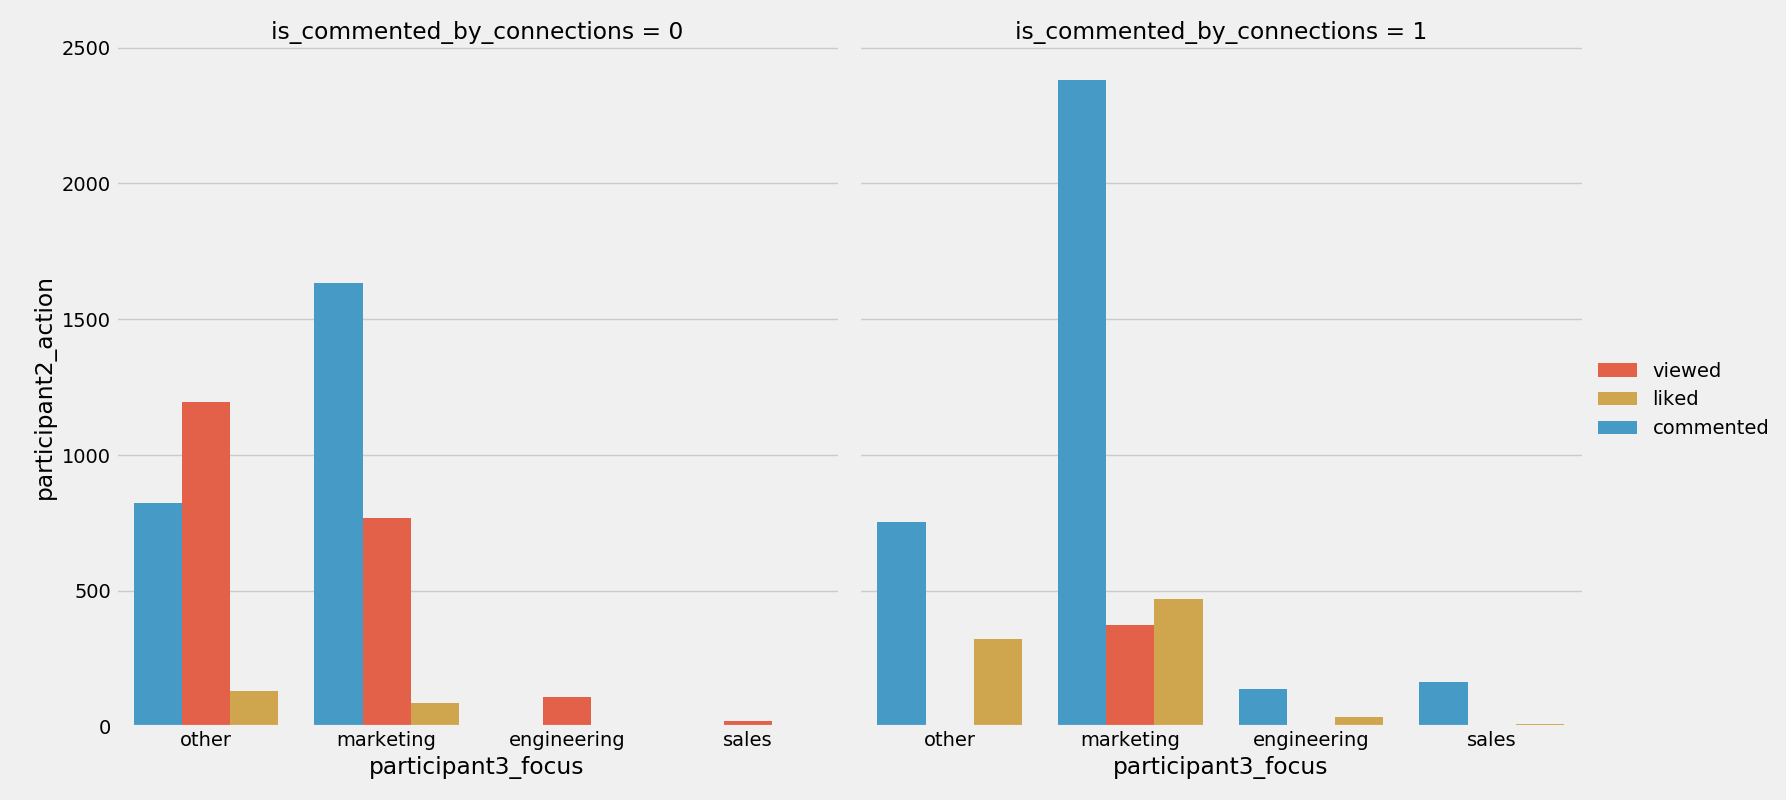 is_commented_by_connections = 0
is_commented_by_connections = 1
2500
2000
1500
1000
500
0
participant2_action
other
marketing
engineering
sales
participant3_focus
other
marketing
engineering
sales
participant3_focus
viewed
liked
commented